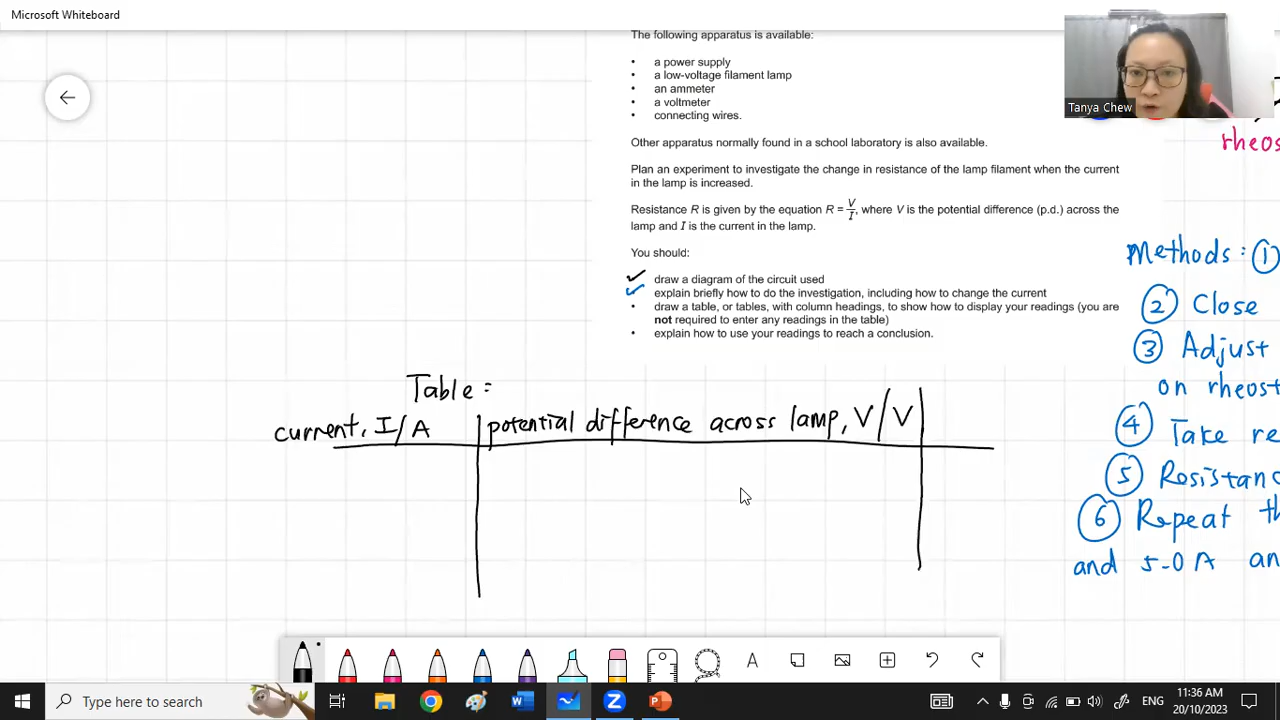 Microsoft Whiteboard
The following apparatus is available:
• a power supply
• a low-voltage filament lamp
• an ammeter
• a voltmeter
• connecting wires.
Other apparatus normally found in a school laboratory is also available.
Plan an experiment to investigate the change in resistance of the lamp filament when the current
in the lamp is increased.
Resistance R is given by the equation R = V/I, where V is the potential difference (p.d.) across the
lamp and I is the current in the lamp.
You should:
draw a diagram of the circuit used
explain briefly how to do the investigation, including how to change the current
• draw a table, or tables, with column headings, to show how to display your readings (you are
not required to enter any readings in the table)
• explain how to use your readings to reach a conclusion.
Tanya Chew
rheos
Methods: ①
② Close
③ Adjust
on rheost
④ Take re
⑤ Resistanc
⑥ Repeat th
and 5-0 A an
Table =
current, I/A
potential difference across lamp, V/V
Type here to search
ENG
11:36 AM
20/10/2023